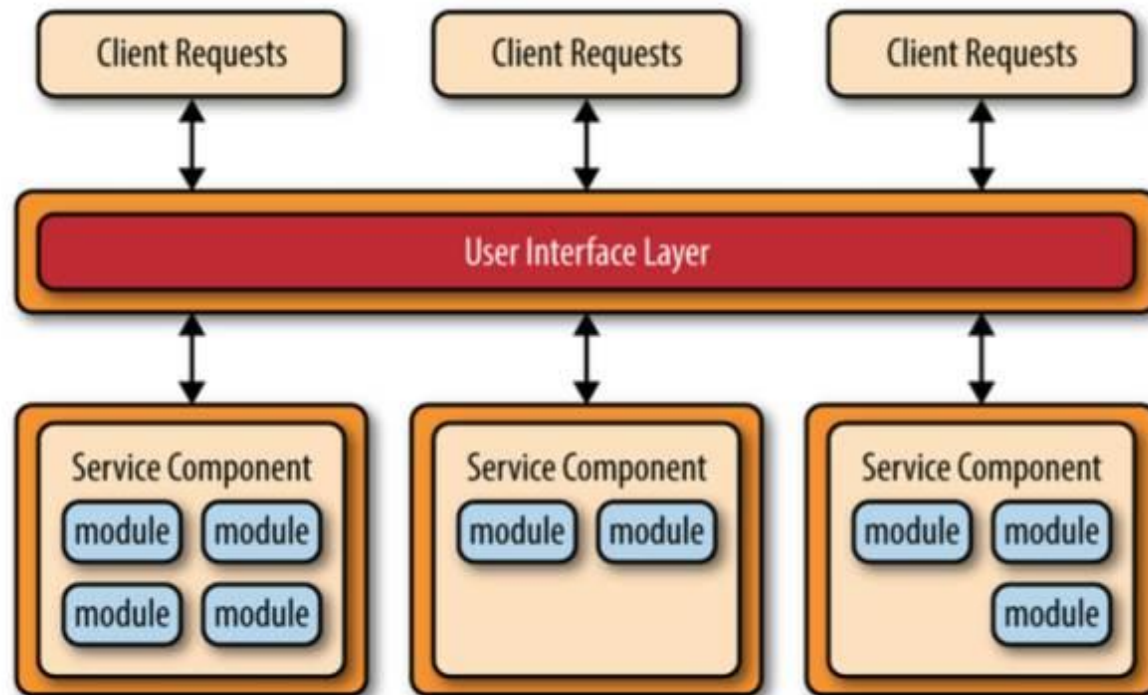 Client Requests
Client Requests
Client Requests
User Interface Layer
Service Component
module module
module module
Service Component
module module
Service Component
module module
module